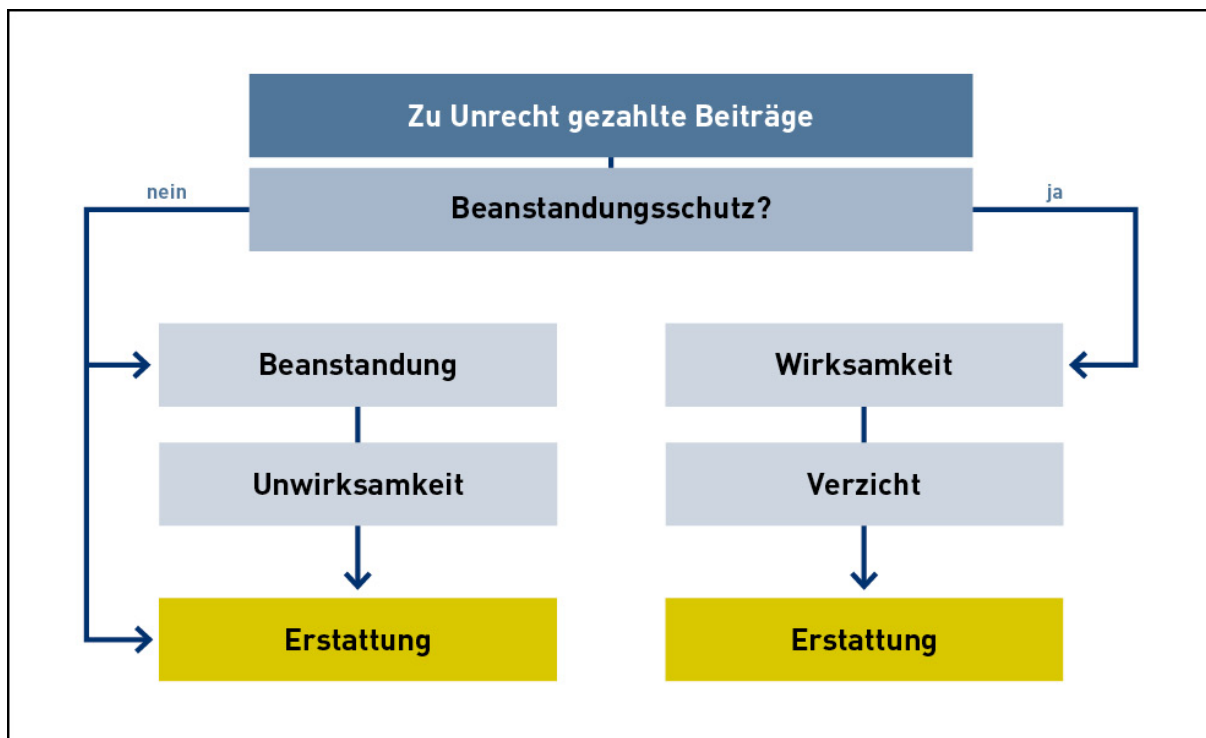 Zu Unrecht gezahlte Beiträge
nein
Beanstandungsschutz?
ja
Beanstandung
Wirksamkeit
Unwirksamkeit
Verzicht
Erstattung
Erstattung